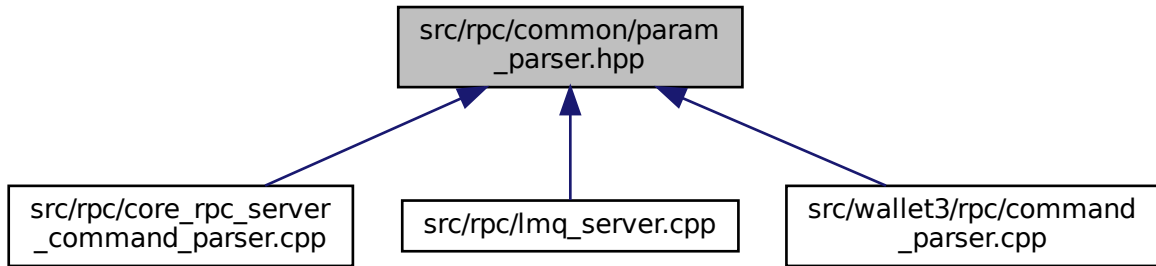 src/rpc/common/param
_parser.hpp
src/rpc/core_rpc_server
_command_parser.cpp
src/rpc/lmq_server.cpp
src/wallet3/rpc/command
_parser.cpp